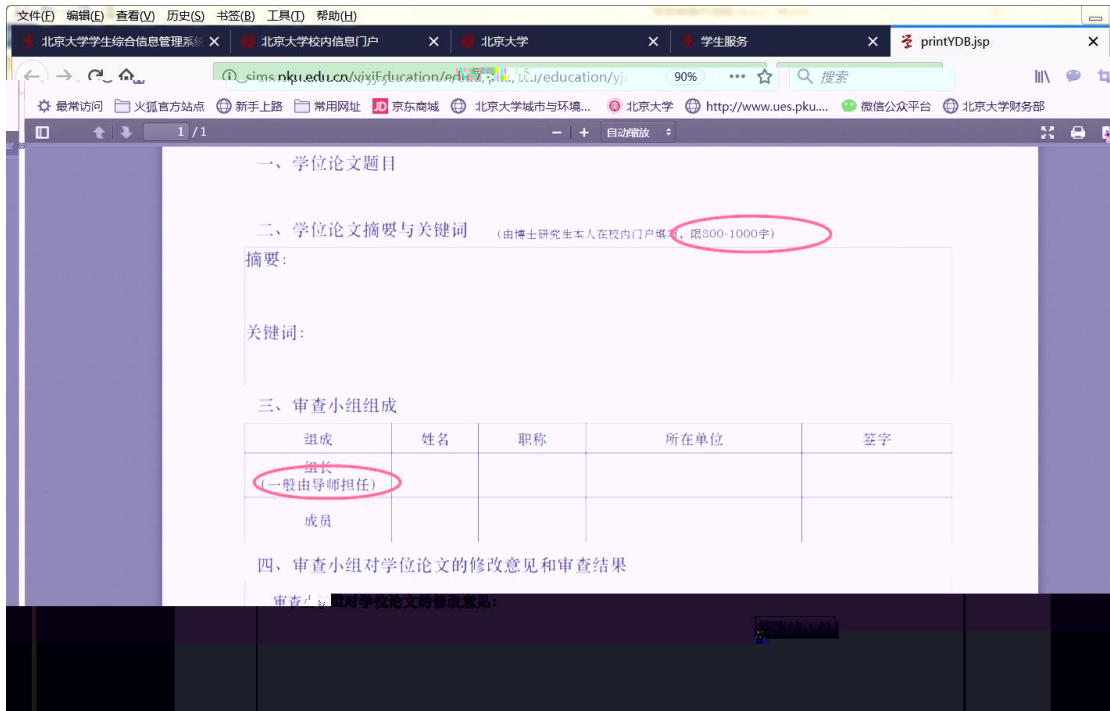 文件(F) 编辑(E) 查看(V) 历史(S) 书签(B) 工具(T) 帮助(H)
北京大学学生综合信息管理系统 北京大学校内信息门户 北京大学 学生服务 printYDB.jsp
90% 搜索
最常访问 火狐官方站点 新手上路 常用网址 JD 京东商城 北京大学城市与环境... 北京大学 http://www.ues.pku.... 微信公众平台 北京大学财务部
1 / 1 自动缩放
一、学位论文题目
二、学位论文摘要与关键词 (由博士研究生本人在校内门户填写, 限800-1000字)
摘要:
关键词:
三、审查小组组成
组成 姓名 职称 所在单位 签字
组长
(一般由导师担任)
成员
四、审查小组对学位论文的修改意见和审查结果
审查小组对学位论文的修改意见: